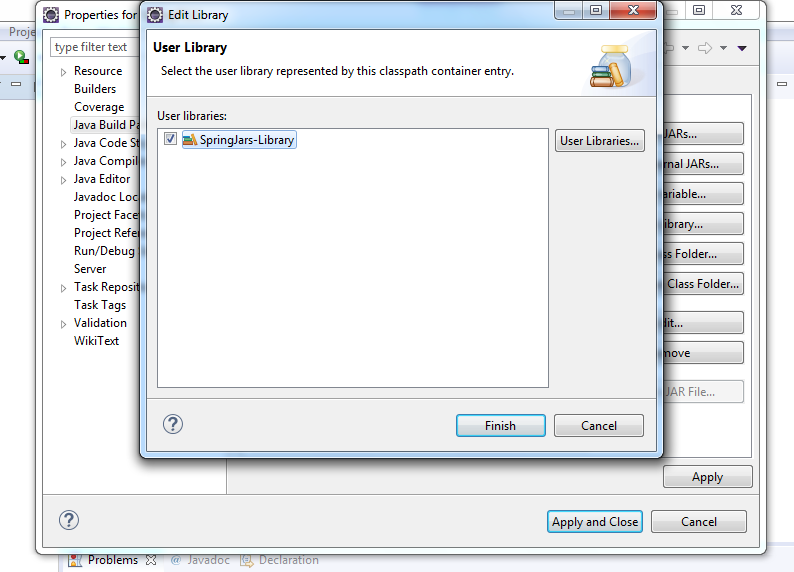 Properties for
Edit Library
Proje
type filter text
User Library
Select the user library represented by this classpath container entry.
Resource
Builders
Coverage
Java Build Pa
Java Code St
Java Compil
Java Editor
Javadoc Loc
Project Face
Project Refer
Run/Debug
Server
Task Reposit
Task Tags
Validation
WikiText
User libraries:
SpringJars-Library
User Libraries...
JARs...
rnal JARs...
ariable...
ibrary...
ss Folder...
Class Folder...
dit...
move
JAR File...
Finish
Cancel
Apply
Apply and Close
Cancel
Problems
Javadoc
Declaration